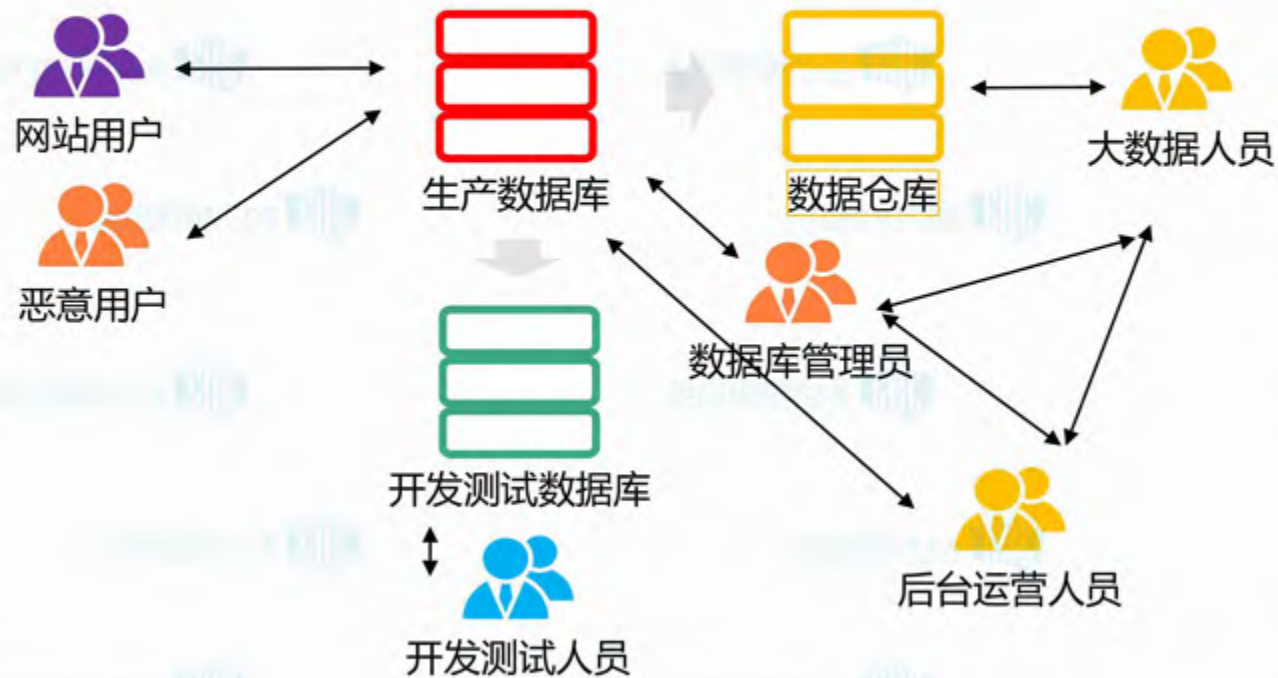 网站用户
生产数据库
数据仓库
大数据人员
恶意用户
数据库管理员
开发测试数据库
后台运营人员
开发测试人员